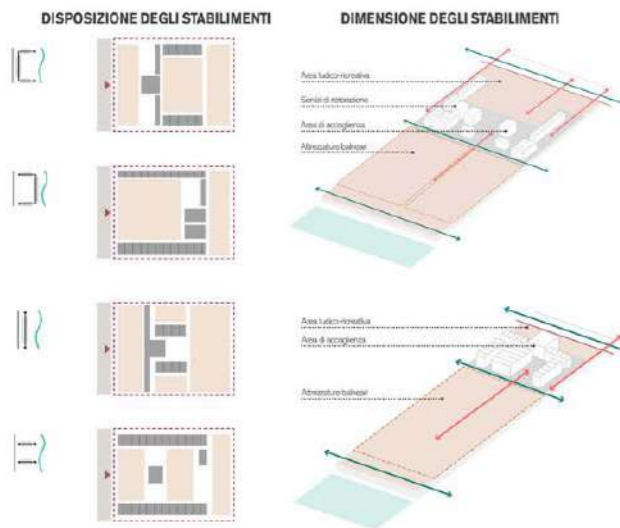 DISPOSIZIONE DEGLI STABILIMENTI
DIMENSIONE DEGLI STABILIMENTI
Area ludico-ricreativa
Servizi di ristorazione
Area di accoglienza
Attrezzature balneari
Area ludico-ricreativa
Area di accoglienza
Attrezzature balneari